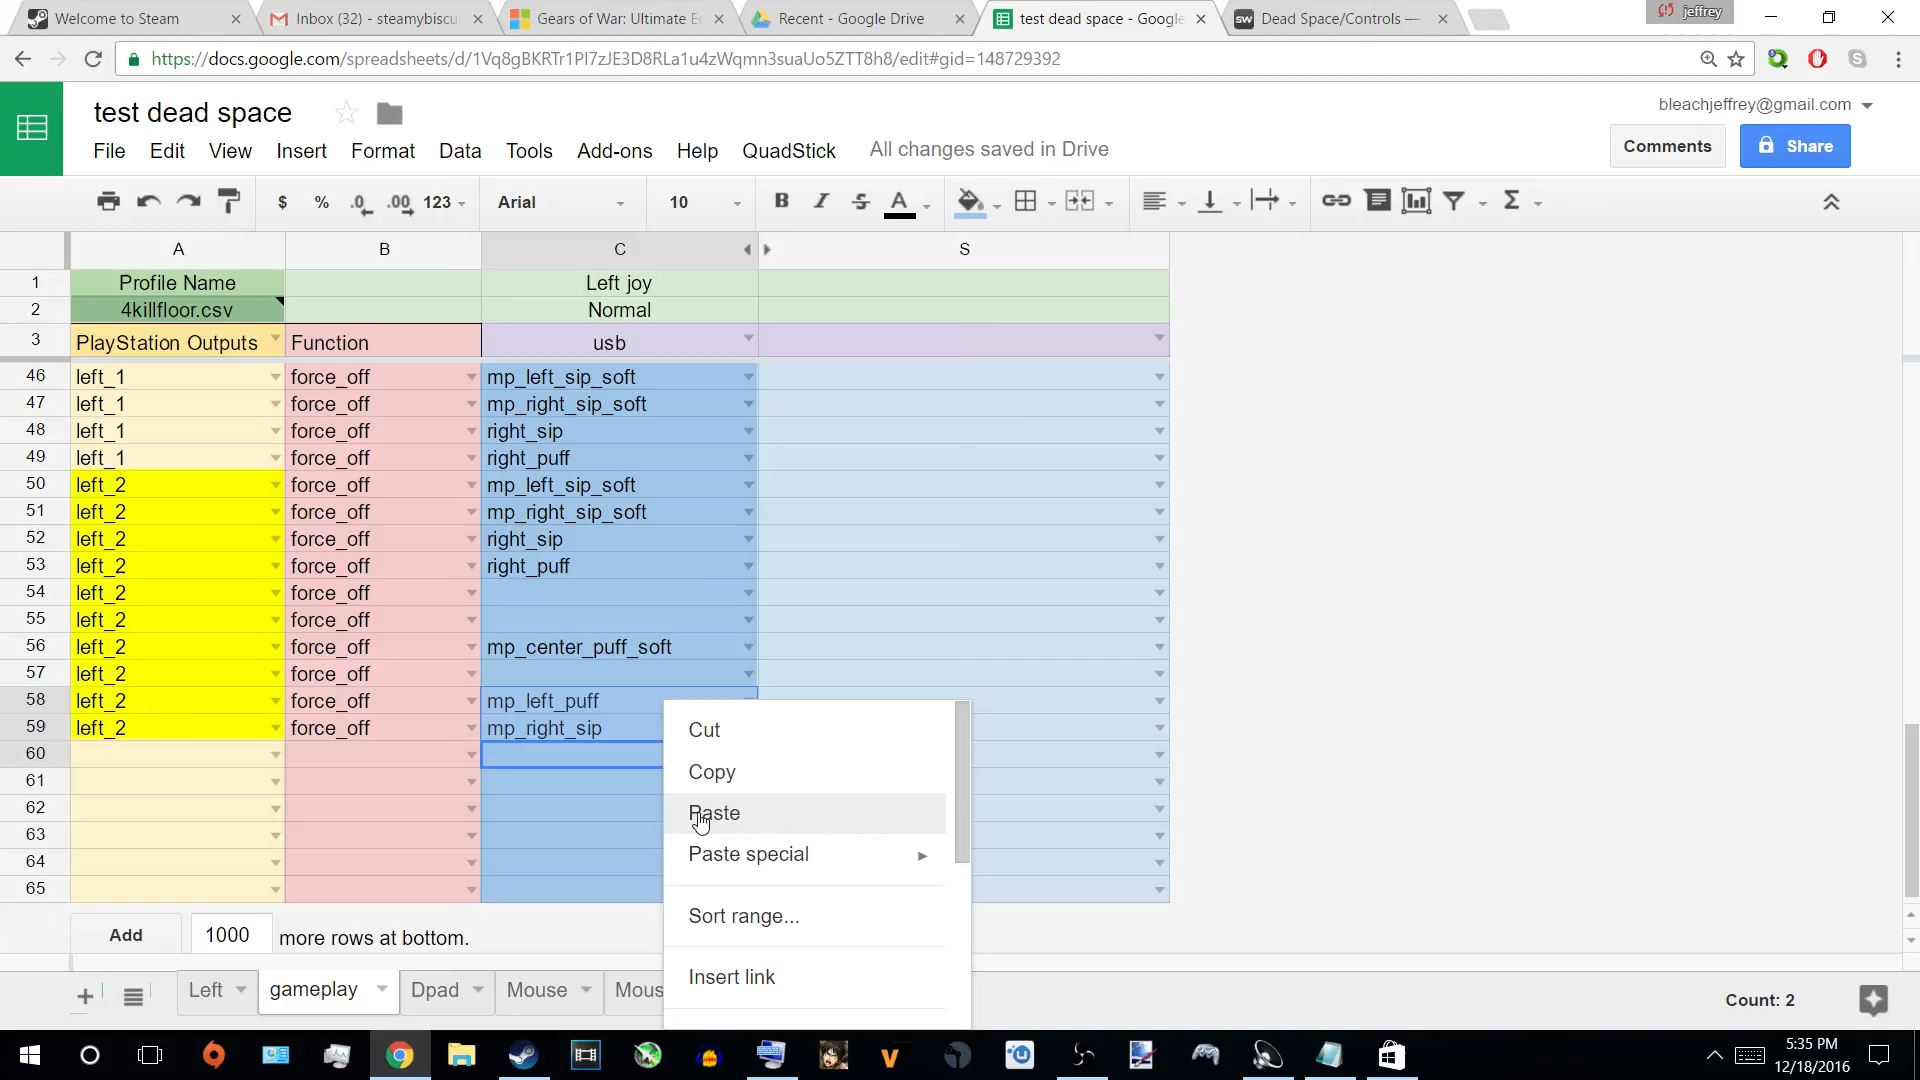 Welcome to Steam
Inbox (32) - steamybiscu
Gears of War: Ultimate E
Recent - Google Drive
test dead space - Google
Dead Space/Controls —
jeffrey
https://docs.google.com/spreadsheets/d/1Vq8gBKRTr1Pl7zJE3D8RLa1u4zWqmn3suaUo5ZTT8h8/edit#gid=148729392
test dead space
bleachjeffrey@gmail.com
File Edit View Insert Format Data Tools Add-ons Help QuadStick All changes saved in Drive
Comments
Share
$ % .0 .00 123 Arial 10 B I S A Σ
A B C S
1 Profile Name Left joy
2 4killfloor.csv Normal
3 PlayStation Outputs Function usb
46 left_1 force_off mp_left_sip_soft
47 left_1 force_off mp_right_sip_soft
48 left_1 force_off right_sip
49 left_1 force_off right_puff
50 left_2 force_off mp_left_sip_soft
51 left_2 force_off mp_right_sip_soft
52 left_2 force_off right_sip
53 left_2 force_off right_puff
54 left_2 force_off
55 left_2 force_off
56 left_2 force_off mp_center_puff_soft
57 left_2 force_off
58 left_2 force_off mp_left_puff
59 left_2 force_off mp_right_sip
60
61
62
63
64
65
Cut
Copy
Paste
Paste special
Sort range...
Insert link
Add 1000 more rows at bottom.
Left gameplay Dpad Mouse Mous
Count: 2
5:35 PM
12/18/2016